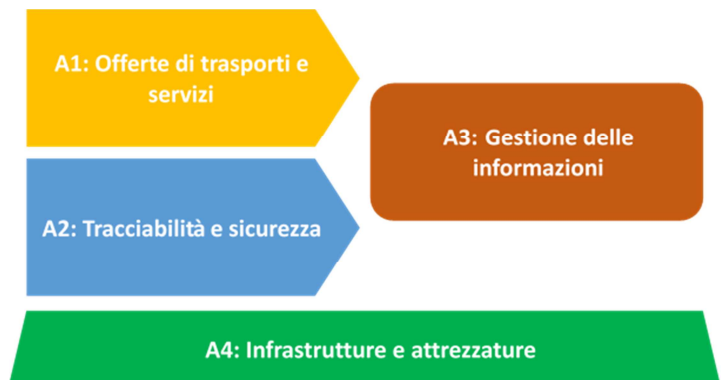 A1: Offerte di trasporti e
servizi
A3: Gestione delle
informazioni
A2: Tracciabilità e sicurezza
A4: Infrastrutture e attrezzature